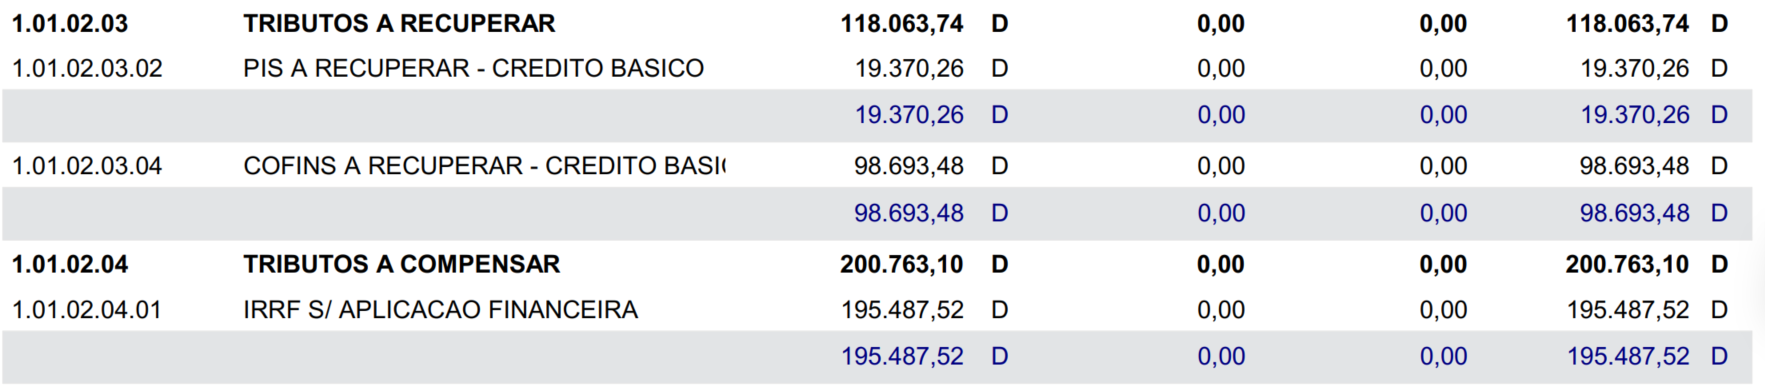 1.01.02.03 TRIBUTOS A RECUPERAR 118.063,74 D 0,00 0,00 118.063,74 D
1.01.02.03.02 PIS A RECUPERAR - CREDITO BASICO 19.370,26 D 0,00 0,00 19.370,26 D
19.370,26 D 0,00 0,00 19.370,26 D
1.01.02.03.04 COFINS A RECUPERAR - CREDITO BASI 98.693,48 D 0,00 0,00 98.693,48 D
98.693,48 D 0,00 0,00 98.693,48 D
1.01.02.04 TRIBUTOS A COMPENSAR 200.763,10 D 0,00 0,00 200.763,10 D
1.01.02.04.01 IRRF S/ APLICACAO FINANCEIRA 195.487,52 D 0,00 0,00 195.487,52 D
195.487,52 D 0,00 0,00 195.487,52 D